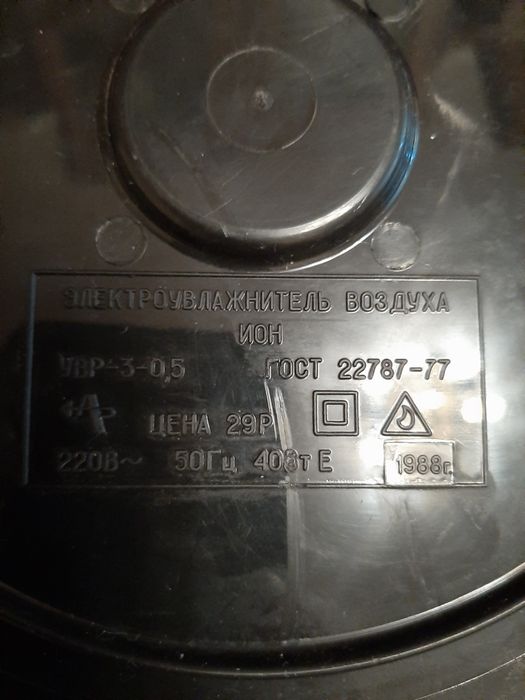 ЭЛЕКТРОУВЛАЖНИТЕЛЬ ВОЗДУХА
ИОН
УВР-3-0,5 ГОСТ 22787-77
ЦЕНА 29Р
220В~ 50Гц 40Вт Е 1988г.